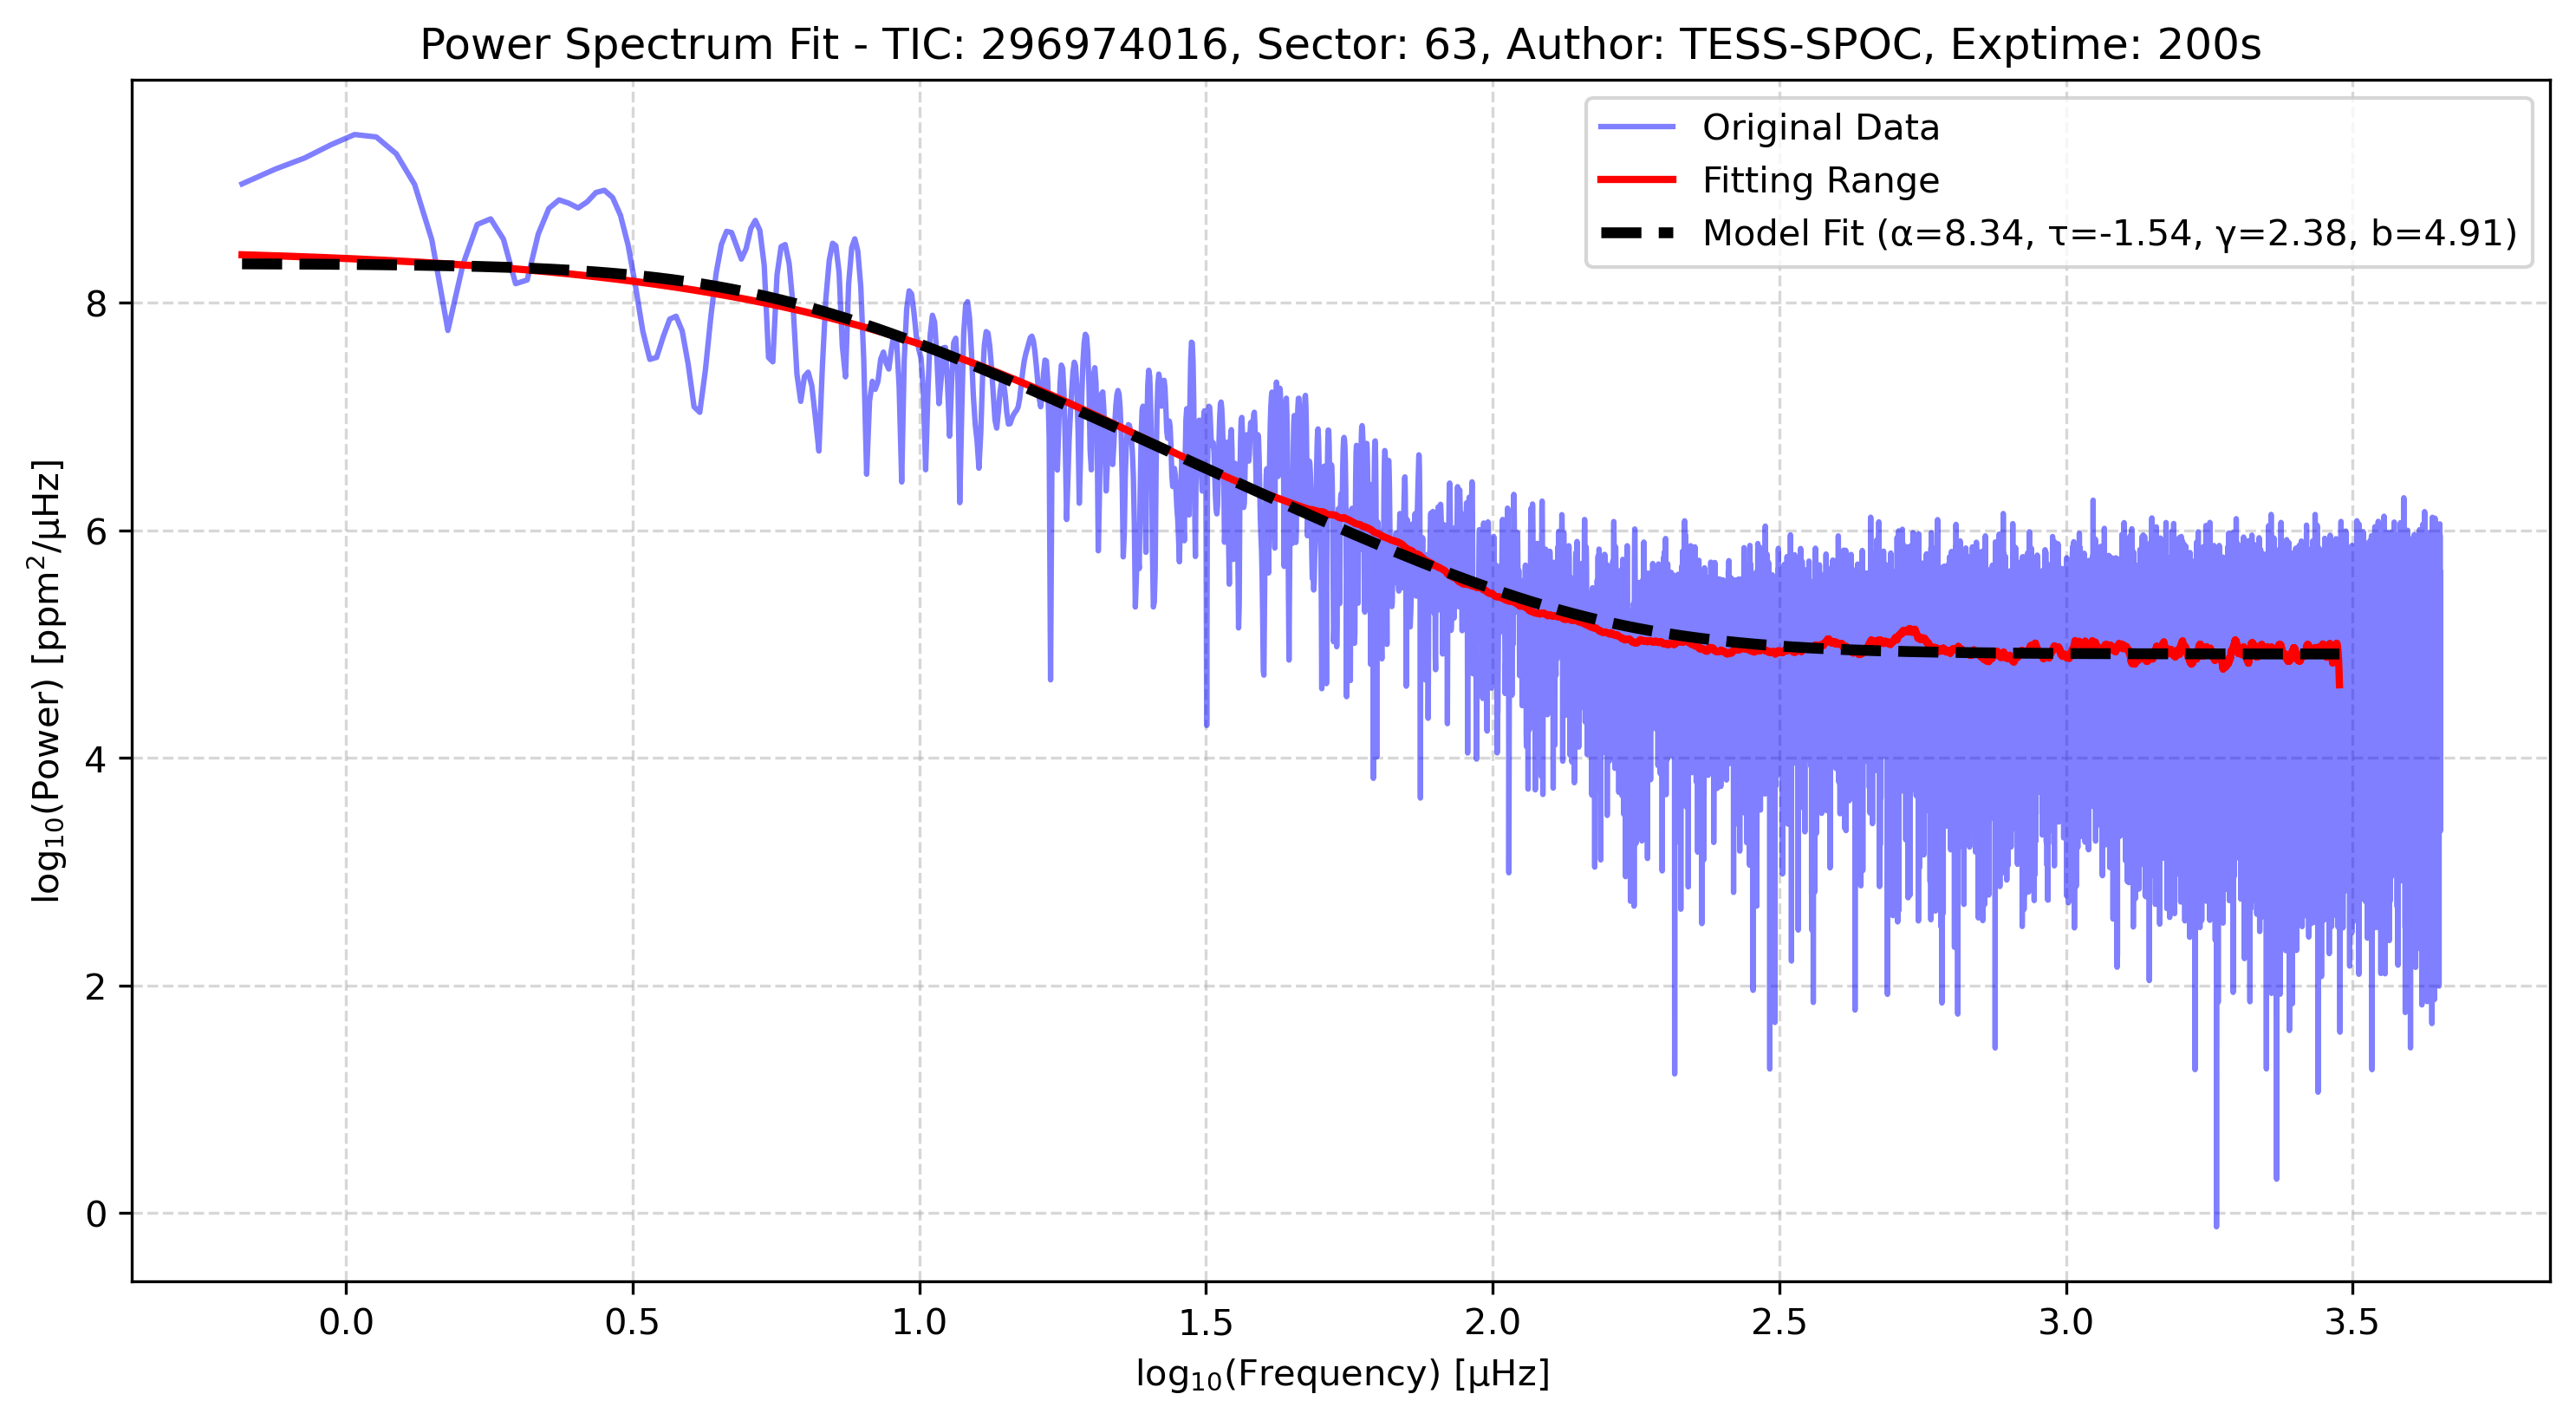 Power Spectrum Fit - TIC: 296974016, Sector: 63, Author: TESS-SPOC, Exptime: 200s
Original Data
Fitting Range
Model Fit (α=8.34, τ=-1.54, γ=2.38, b=4.91)
log₁₀(Power) [ppm²/μHz]
8
6
4
2
0
0.0 0.5 1.0 1.5 2.0 2.5 3.0 3.5
log₁₀(Frequency) [μHz]